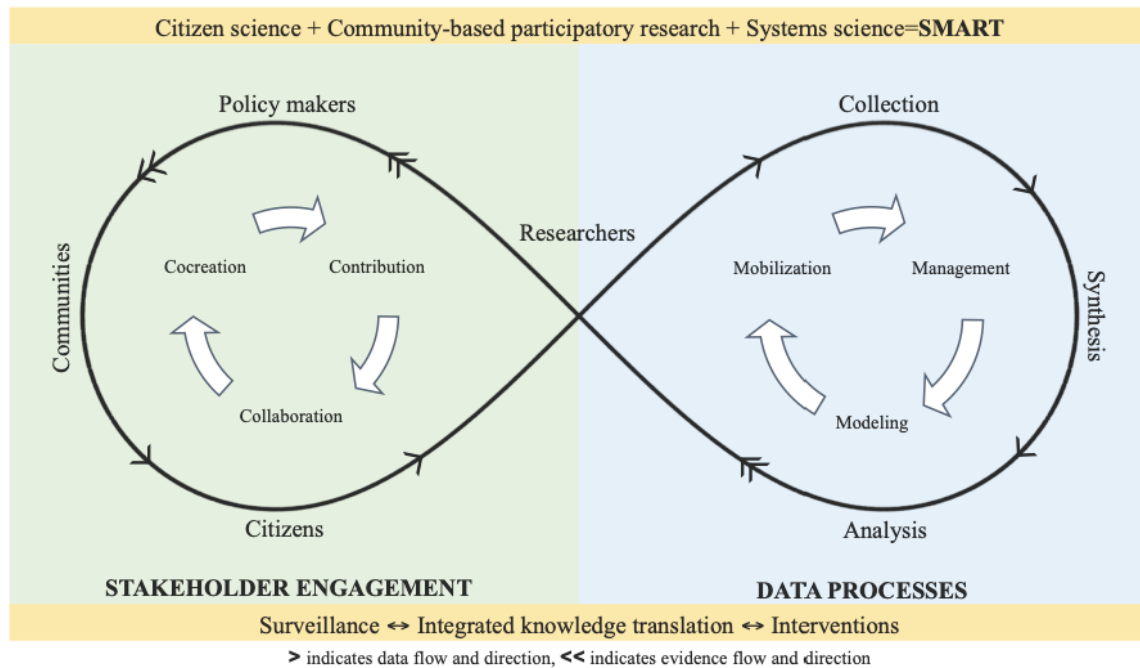 Citizen science + Community-based participatory research + Systems science=SMART
Policy makers
Collection
Researchers
Cocreation
Contribution
Mobilization
Management
Communities
Synthesis
Collaboration
Modeling
Citizens
Analysis
STAKEHOLDER ENGAGEMENT
DATA PROCESSES
Surveillance ↔ Integrated knowledge translation ↔ Interventions
> indicates data flow and direction, << indicates evidence flow and direction